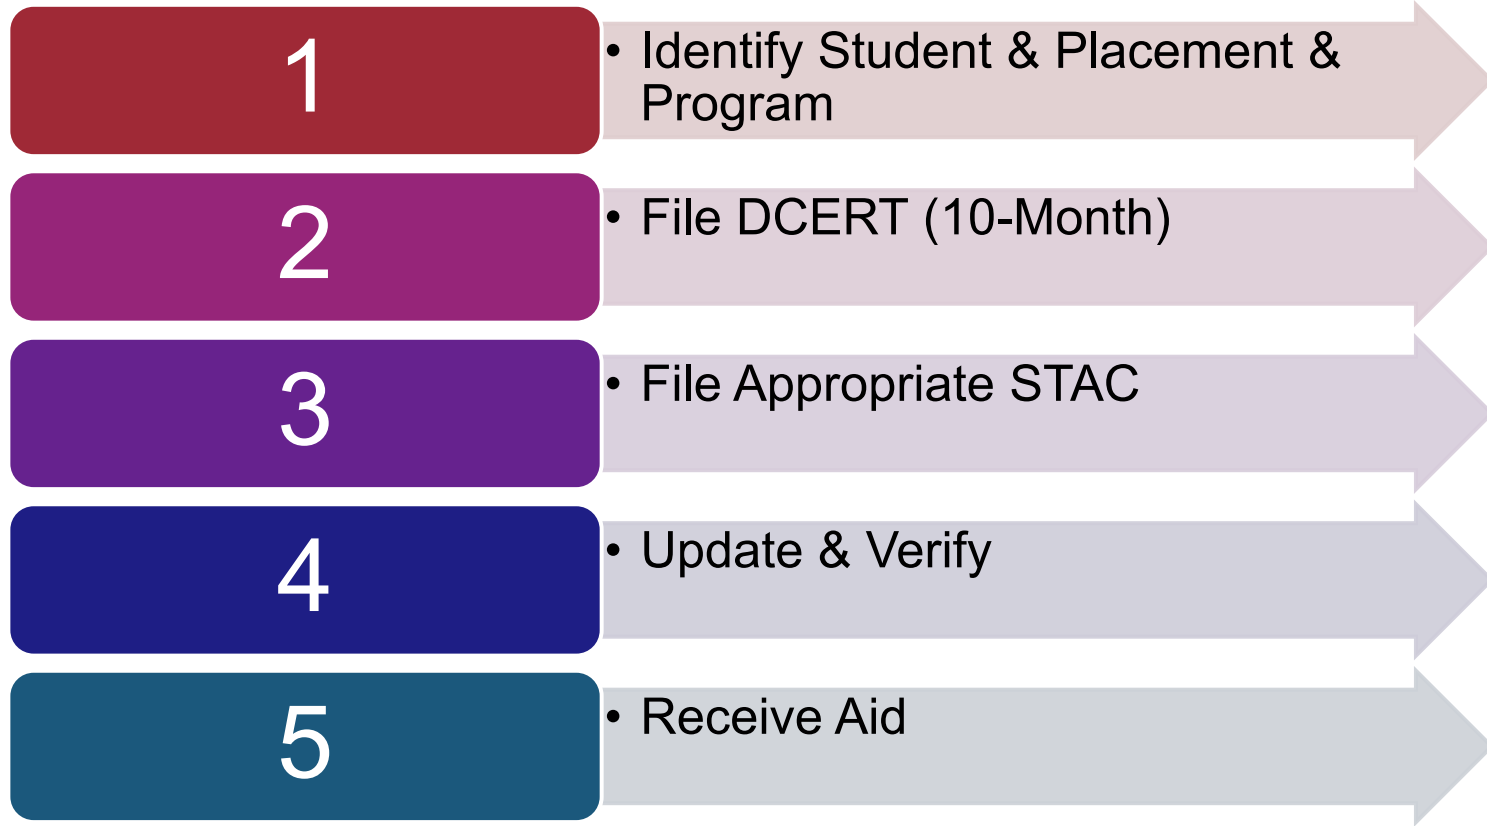 1
• Identify Student & Placement &
Program
2
• File DCERT (10-Month)
3
• File Appropriate STAC
4
• Update & Verify
5
• Receive Aid